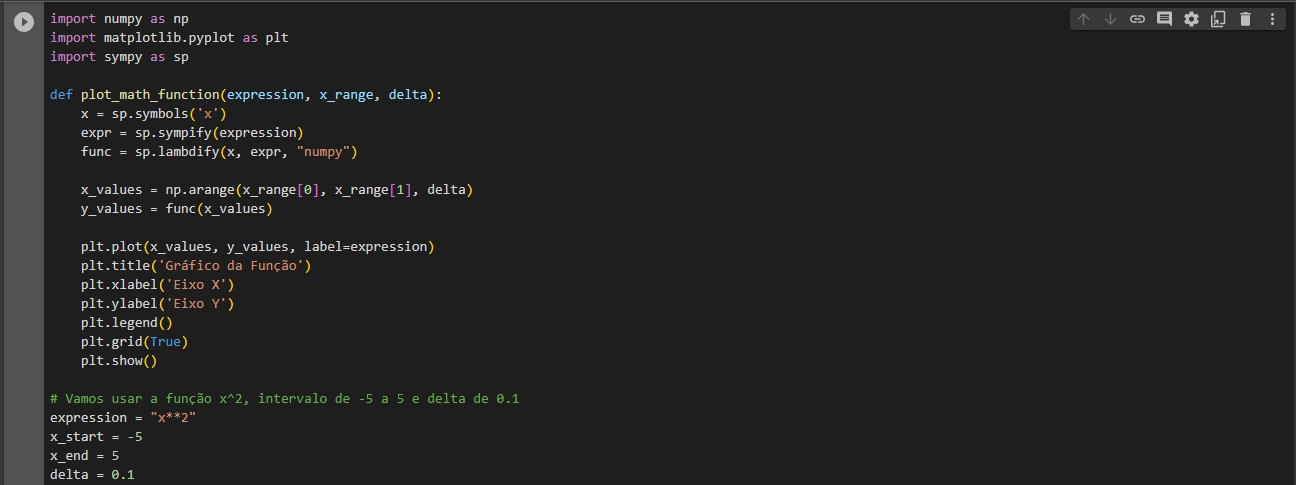 import numpy as np
import matplotlib.pyplot as plt
import sympy as sp

def plot_math_function(expression, x_range, delta):
    x = sp.symbols('x')
    expr = sp.sympify(expression)
    func = sp.lambdify(x, expr, "numpy")

    x_values = np.arange(x_range[0], x_range[1], delta)
    y_values = func(x_values)

    plt.plot(x_values, y_values, label=expression)
    plt.title('Gráfico da Função')
    plt.xlabel('Eixo X')
    plt.ylabel('Eixo Y')
    plt.legend()
    plt.grid(True)
    plt.show()

# Vamos usar a função x^2, intervalo de -5 a 5 e delta de 0.1
expression = "x**2"
x_start = -5
x_end = 5
delta = 0.1